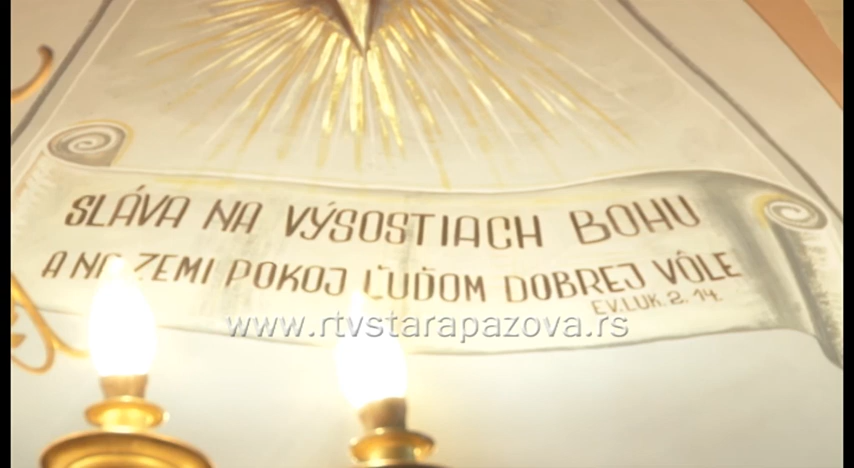 SLÁVA NA VÝSOSTIACH BOHU
A NA ZEMI POKOJ ĽUĎOM DOBREJ VÔLE
EV.LUK. 2. 14.
www.rtvstarapazova.rs